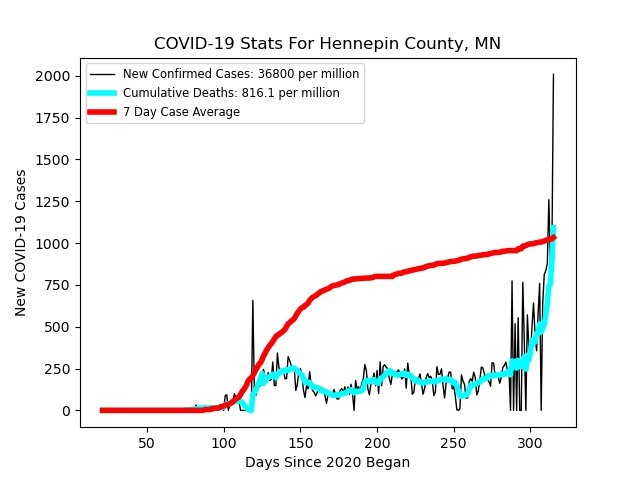 COVID-19 Stats For Hennepin County, MN
New Confirmed Cases: 36800 per million
Cumulative Deaths: 816.1 per million
7 Day Case Average
2000
1750
1500
1250
1000
750
500
250
0
New COVID-19 Cases
50 100 150 200 250 300
Days Since 2020 Began